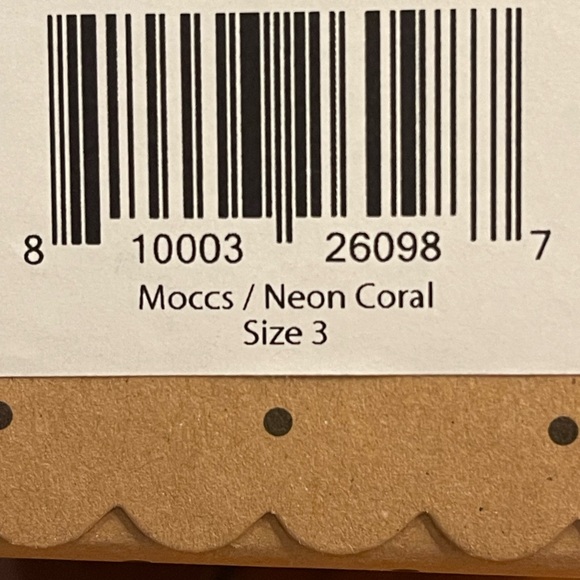 8 10003 26098 7
Moccs / Neon Coral
Size 3